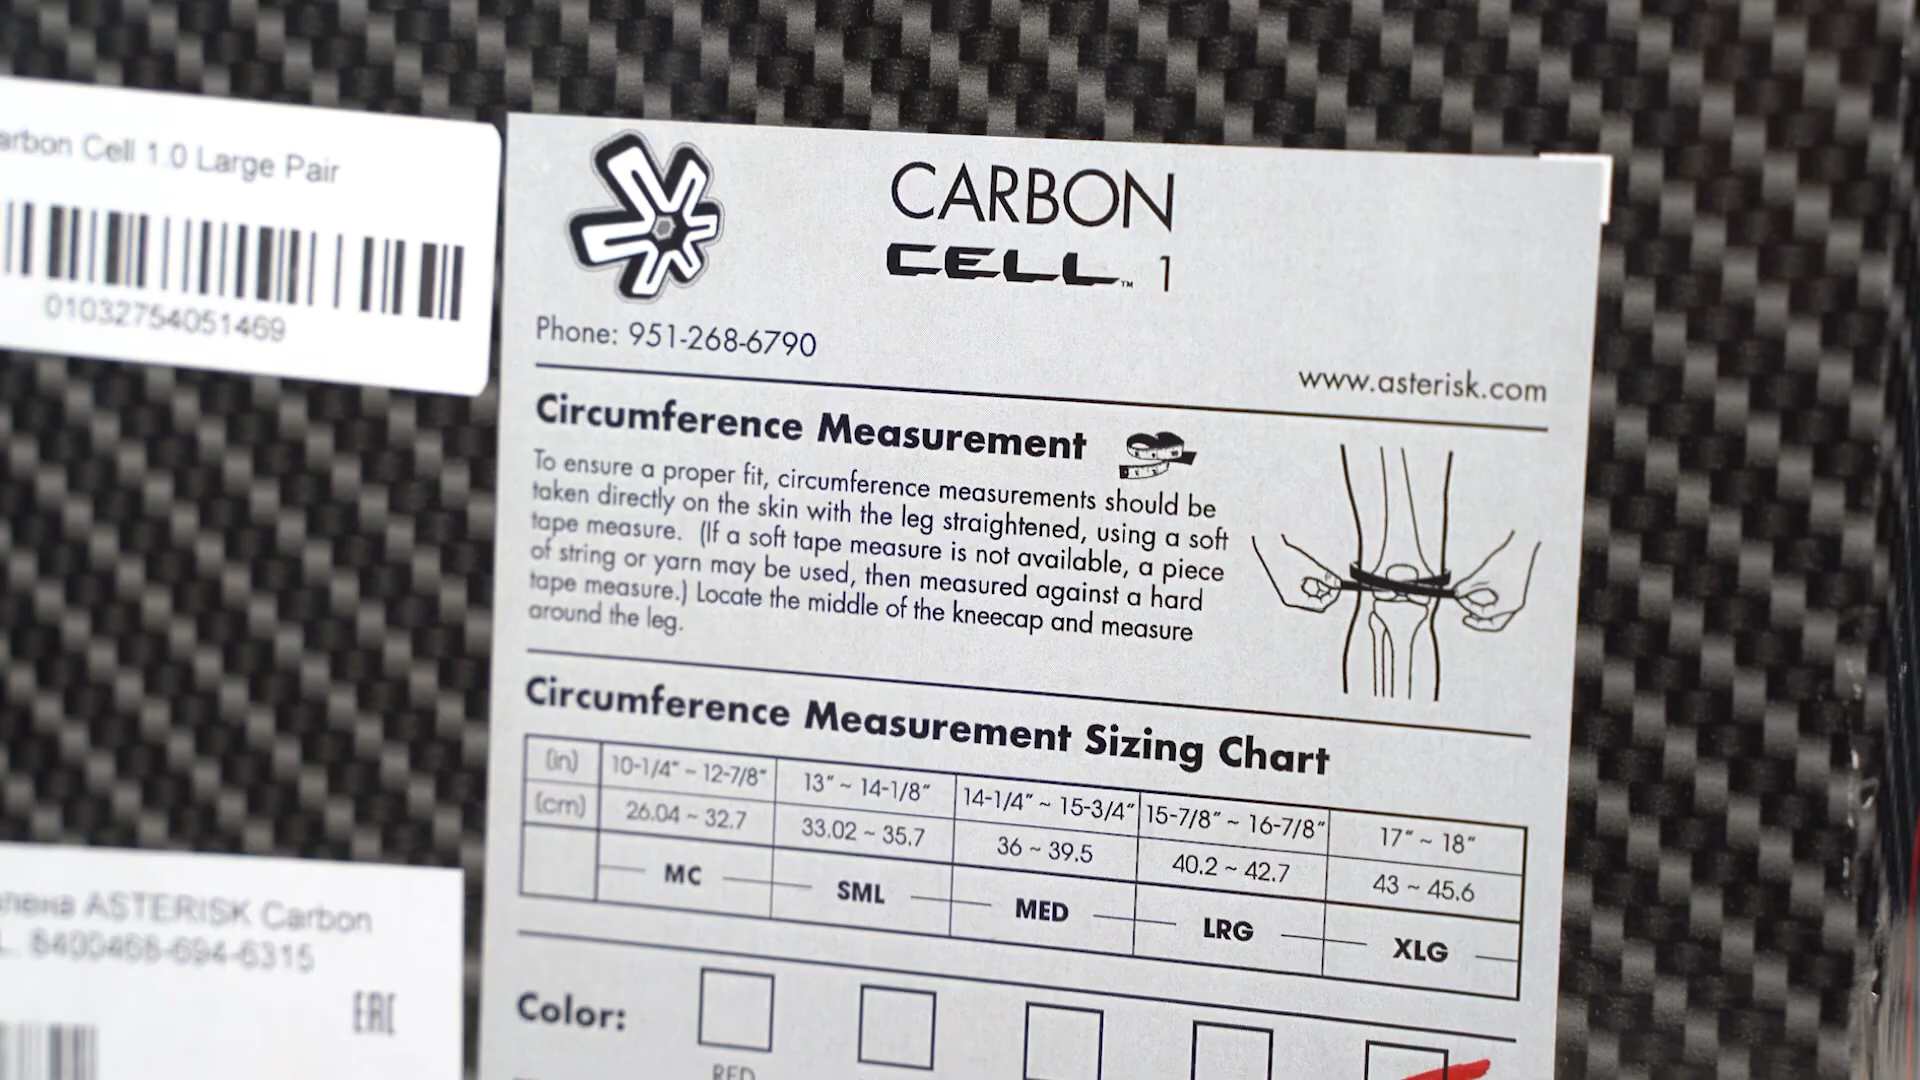 Cell 1.0 Large Pair
01032754051469
CARBON
CELL™ 1
Phone: 951-268-6790
www.asterisk.com
Circumference Measurement
To ensure a proper fit, circumference measurements should be
taken directly on the skin with the leg straightened, using a soft
tape measure. (If a soft tape measure is not available, a piece
of string or yarn may be used, then measured against a hard
tape measure.) Locate the middle of the kneecap and measure
around the leg.
Circumference Measurement Sizing Chart
(in) 10-1/4" ~ 12-7/8" 13" ~ 14-1/8" 14-1/4" ~ 15-3/4" 15-7/8" ~ 16-7/8" 17" ~ 18"
(cm) 26.04 ~ 32.7 33.02 ~ 35.7 36 ~ 39.5 40.2 ~ 42.7 43 ~ 45.6
MC SML MED LRG XLG
Color:
RED
ASTERISK Carbon
8400468-694-6315
EAC